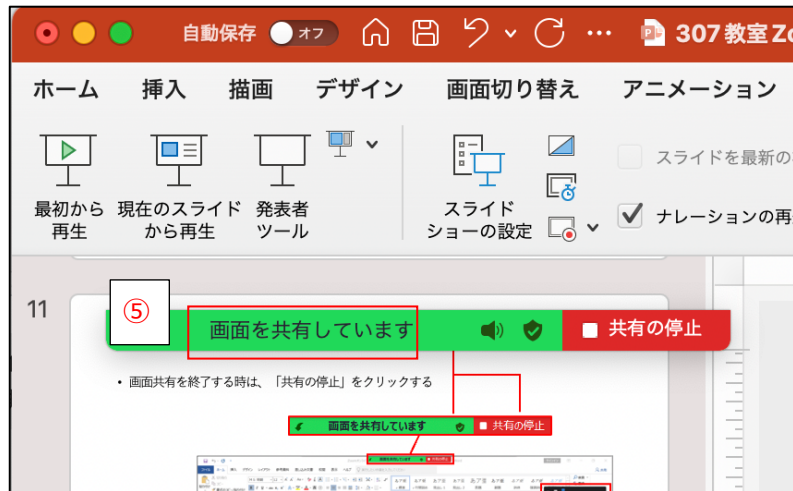 自動保存 オフ ... 307教室Z
ホーム 挿入 描画 デザイン 画面切り替え アニメーション
スライドを最新の
最初から 現在のスライド 発表者 スライド
再生 から再生 ツール ショーの設定
ナレーションの再
11
⑤
画面を共有しています 共有の停止
• 画面共有を終了する時は、「共有の停止」をクリックする
画面を共有しています 共有の停止